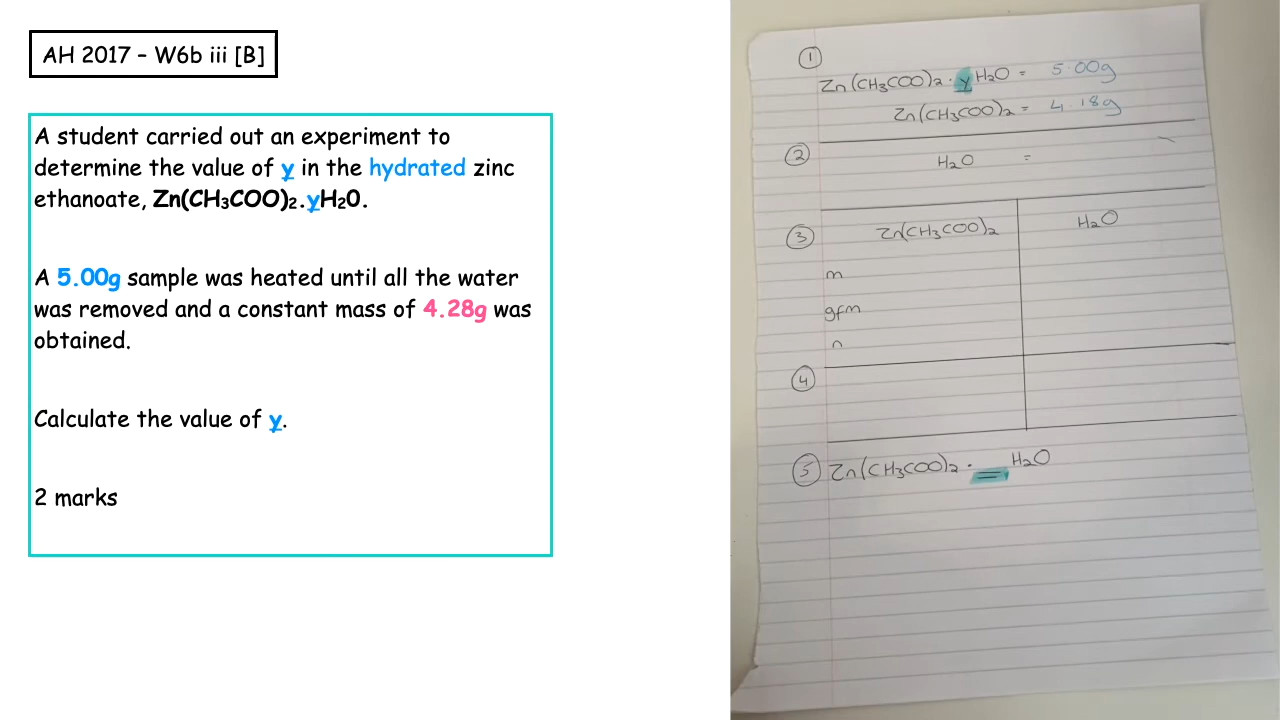 AH 2017 – W6b iii [B]
A student carried out an experiment to
determine the value of y in the hydrated zinc
ethanoate, Zn(CH₃COO)₂.yH₂0.
A 5.00g sample was heated until all the water
was removed and a constant mass of 4.28g was
obtained.
Calculate the value of y.
2 marks
1
Zn(CH₃COO)₂ · y H₂O = 5.00g
Zn(CH₃COO)₂ = 4.18g
2
H₂O =
3 Zn(CH₃COO)₂ H₂O
m
gfm
n
4
5 Zn(CH₃COO)₂ · __ H₂O